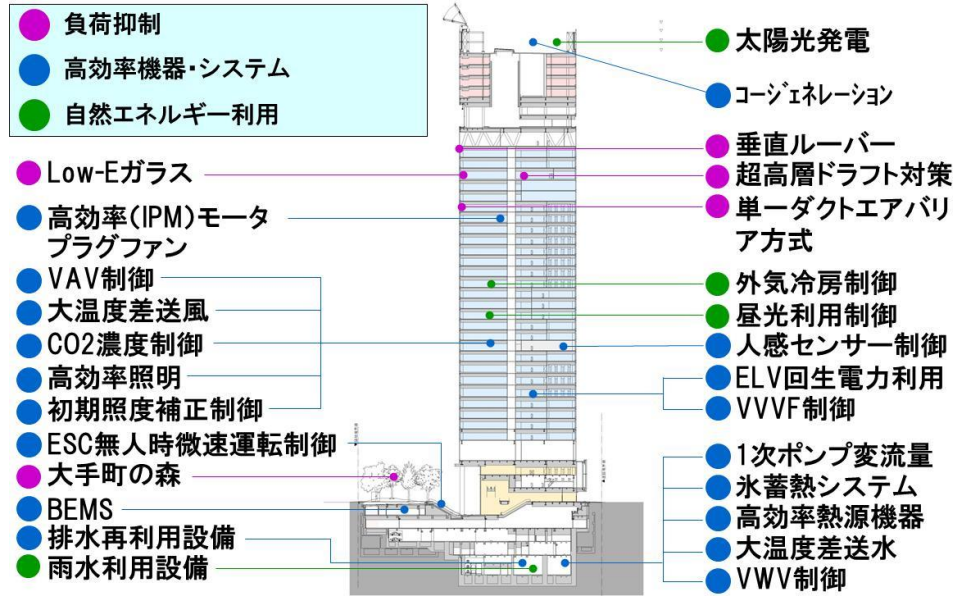 負荷抑制
高効率機器・システム
自然エネルギー利用
Low-Eガラス
高効率(IPM)モータ
プラグファン
VAV制御
大温度差送風
CO2濃度制御
高効率照明
初期照度補正制御
ESC無人時微速運転制御
大手町の森
BEMS
排水再利用設備
雨水利用設備
太陽光発電
コージェネレーション
垂直ルーバー
超高層ドラフト対策
単一ダクトエアバリ
ア方式
外気冷房制御
昼光利用制御
人感センサー制御
ELV回生電力利用
VVVF制御
1次ポンプ変流量
氷蓄熱システム
高効率熱源機器
大温度差送水
VWV制御